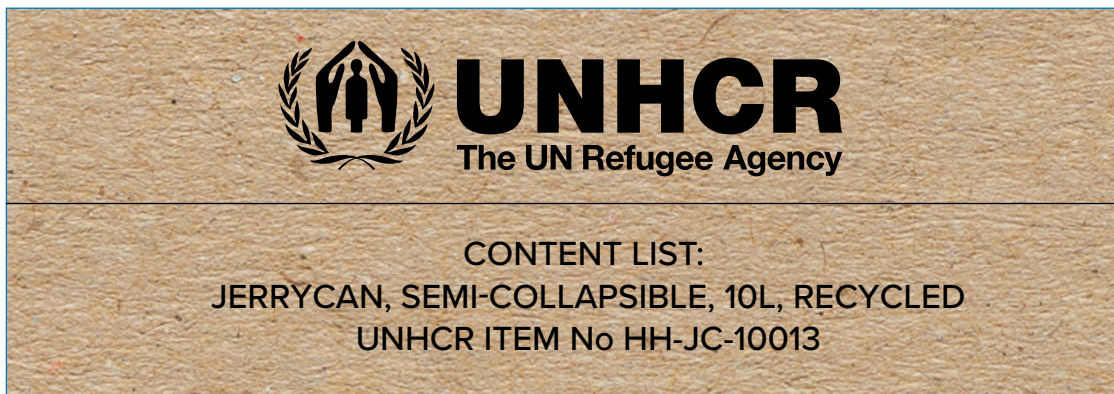 UNHCR
The UN Refugee Agency
CONTENT LIST:
JERRYCAN, SEMI-COLLAPSIBLE, 10L, RECYCLED
UNHCR ITEM No HH-JC-10013